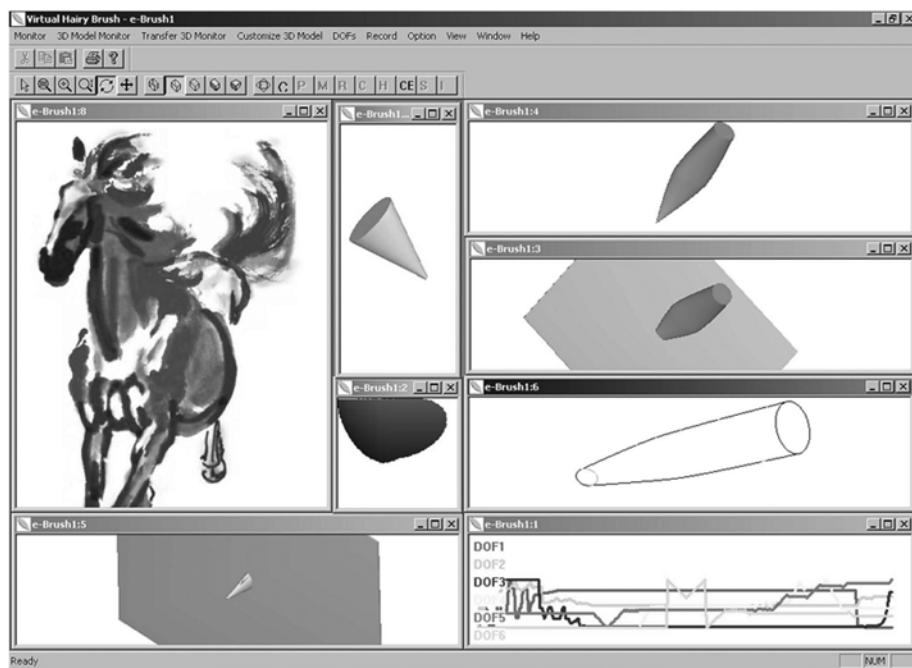 Virtual Hairy Brush - e-Brush1
Monitor 3D Model Monitor Transfer 3D Monitor Customize 3D Model DOFs Record Option View Window Help
P M R C H CE S I
e-Brush1:8
e-Brush1...
e-Brush1:4
e-Brush1:3
e-Brush1:2
e-Brush1:6
e-Brush1:5
e-Brush1:1
DOF1
DOF2
DOF3
DOF5
DOF6
Ready NUM